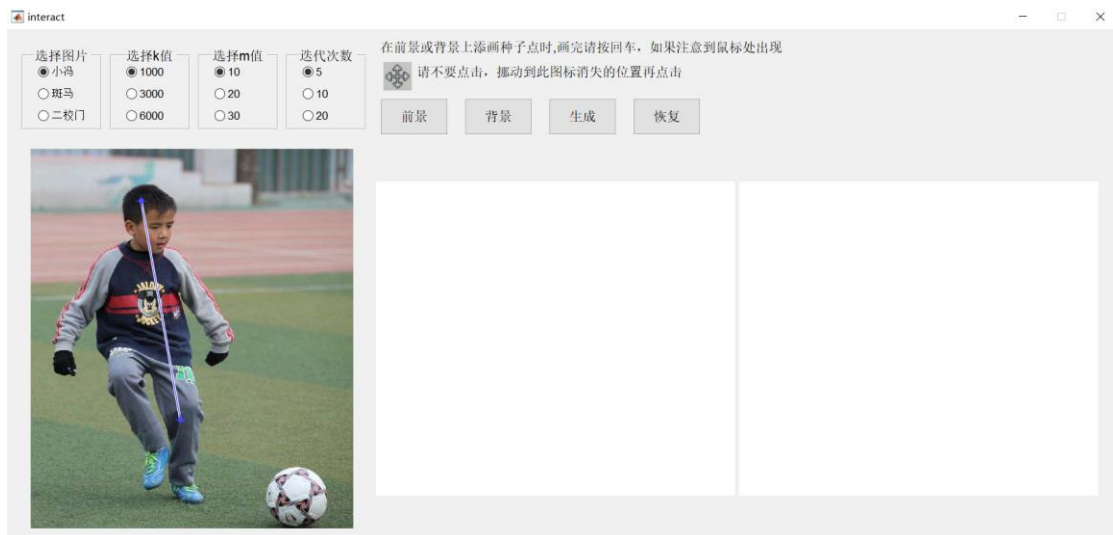 interact
选择图片
小冯
斑马
二校门
选择k值
1000
3000
6000
选择m值
10
20
30
迭代次数
5
10
20
在前景或背景上添画种子点时,画完请按回车，如果注意到鼠标处出现
请不要点击，挪动到此图标消失的位置再点击
前景
背景
生成
恢复